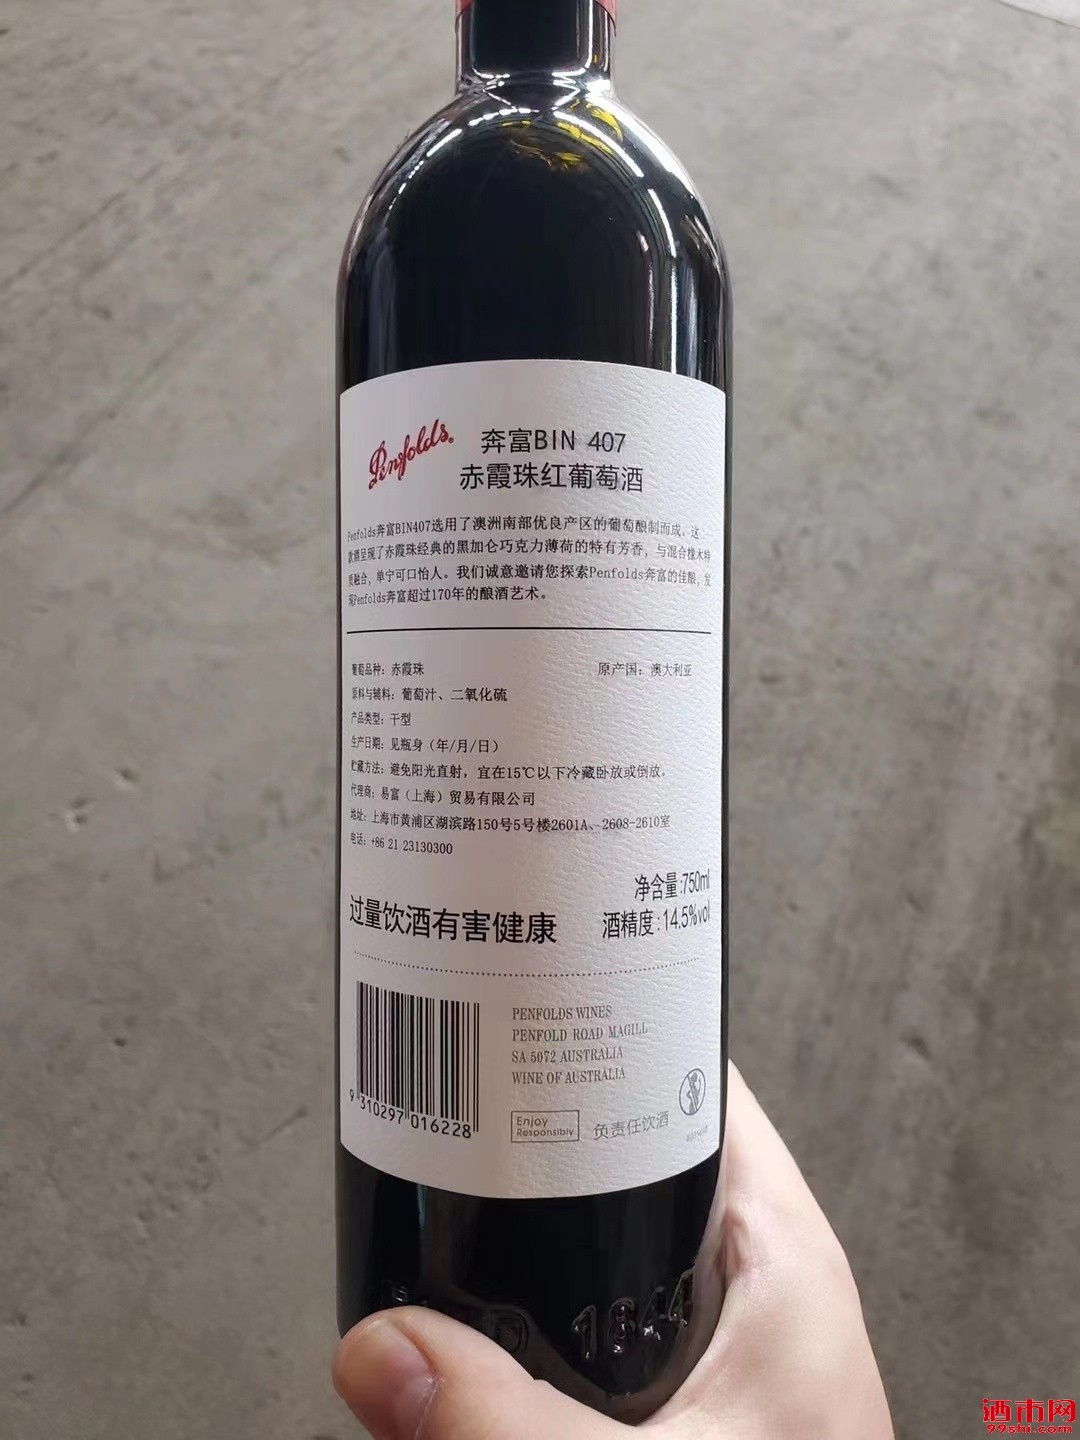 Penfolds
奔富BIN 407
赤霞珠红葡萄酒
Penfolds奔富BIN407选用了澳洲南部优良产区的葡萄酿制而成。这
款酒呈现了赤霞珠经典的黑加仑巧克力薄荷的特有芳香，与混合橡木特
质融合，单宁可口怡人。我们诚意邀请您探索Penfolds奔富的佳酿，发
现Penfolds奔富超过170年的酿酒艺术。
葡萄品种：赤霞珠
原产国：澳大利亚
原料与辅料：葡萄汁、二氧化硫
产品类型：干型
生产日期：见瓶身（年/月/日）
贮藏方法：避免阳光直射，宜在15℃以下冷藏卧放或倒放。
代理商：易富（上海）贸易有限公司
地址：上海市黄浦区湖滨路150号5号楼2601A、2608-2610室
电话：+86 21 23130300
净含量:750ml
过量饮酒有害健康
酒精度:14.5%vol
PENFOLDS WINES
PENFOLD ROAD MAGILL
SA 5072 AUSTRALIA
WINE OF AUSTRALIA
9 310297 016228
Enjoy
Responsibly.
负责任饮酒
1844
酒市网
99shi.com